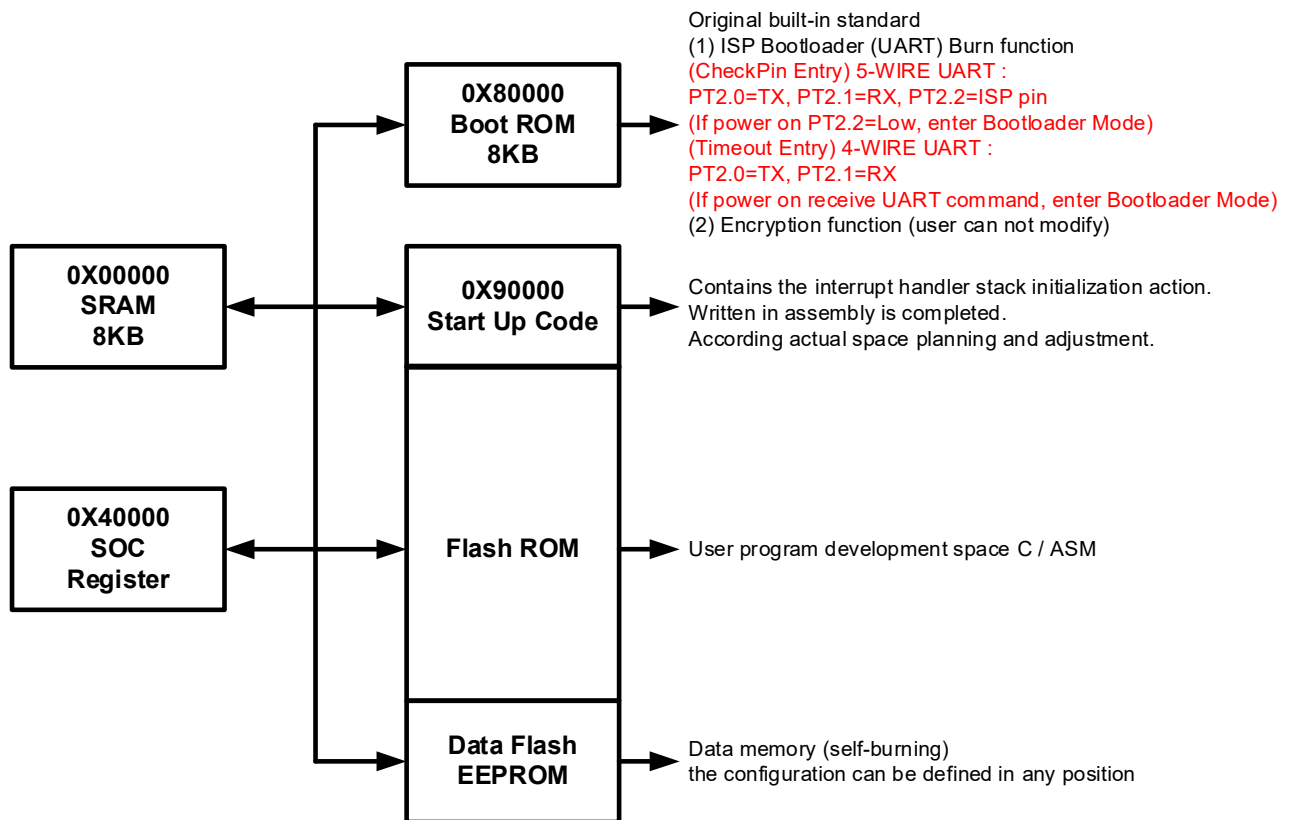 Original built-in standard
(1) ISP Bootloader (UART) Burn function
(CheckPin Entry) 5-WIRE UART :
PT2.0=TX, PT2.1=RX, PT2.2=ISP pin
(If power on PT2.2=Low, enter Bootloader Mode)
(Timeout Entry) 4-WIRE UART :
PT2.0=TX, PT2.1=RX
(If power on receive UART command, enter Bootloader Mode)
(2) Encryption function (user can not modify)
0X80000
Boot ROM
8KB
0X00000
SRAM
8KB
0X90000
Start Up Code
Contains the interrupt handler stack initialization action.
Written in assembly is completed.
According actual space planning and adjustment.
0X40000
SOC
Register
Flash ROM
User program development space C / ASM
Data Flash
EEPROM
Data memory (self-burning)
the configuration can be defined in any position